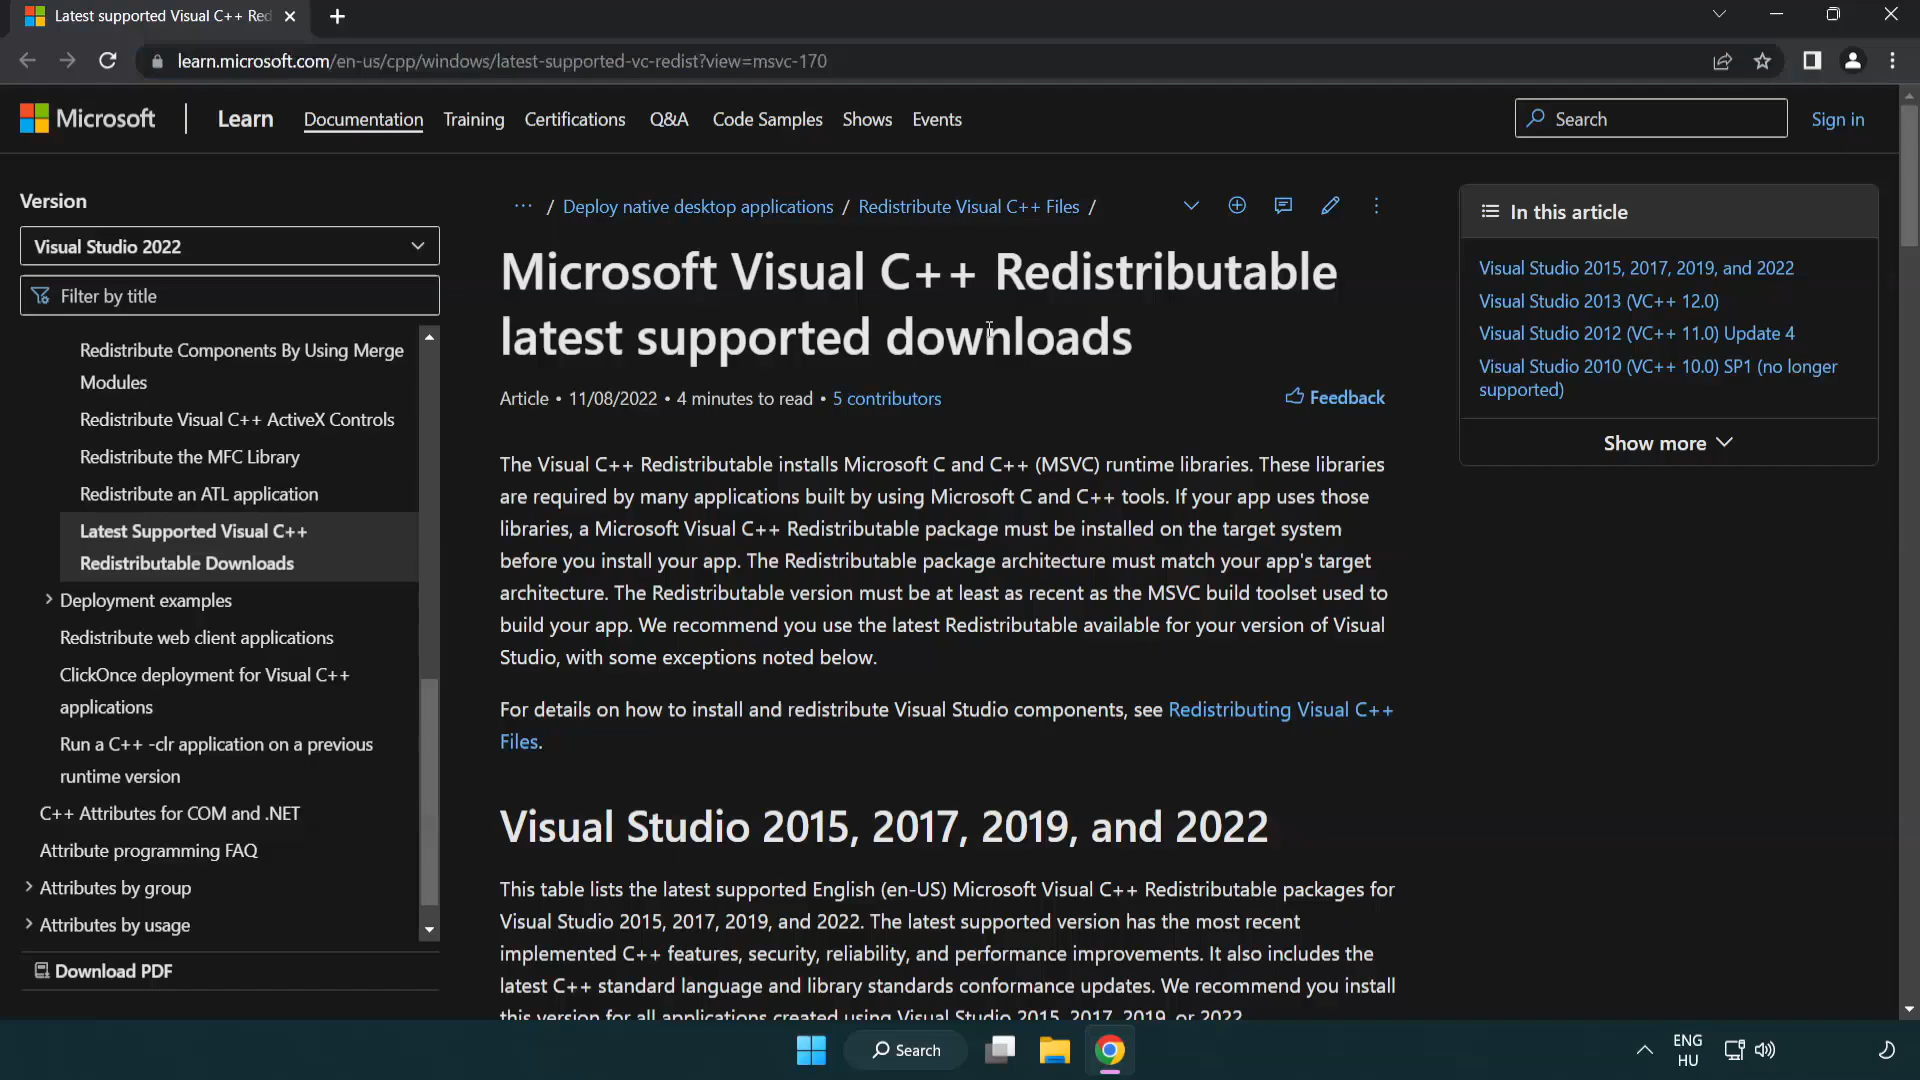 Latest supported Visual C++ Red
learn.microsoft.com/en-us/cpp/windows/latest-supported-vc-redist?view=msvc-170
Microsoft
Learn
Documentation
Training
Certifications
Q&A
Code Samples
Shows
Events
Search
Sign in
Version
Visual Studio 2022
Filter by title
Redistribute Components By Using Merge
Modules
Redistribute Visual C++ ActiveX Controls
Redistribute the MFC Library
Redistribute an ATL application
Latest Supported Visual C++
Redistributable Downloads
Deployment examples
Redistribute web client applications
ClickOnce deployment for Visual C++
applications
Run a C++ -clr application on a previous
runtime version
C++ Attributes for COM and .NET
Attribute programming FAQ
Attributes by group
Attributes by usage
Download PDF
··· / Deploy native desktop applications / Redistribute Visual C++ Files /
Microsoft Visual C++ Redistributable
latest supported downloads
Article • 11/08/2022 • 4 minutes to read • 5 contributors
Feedback
The Visual C++ Redistributable installs Microsoft C and C++ (MSVC) runtime libraries. These libraries
are required by many applications built by using Microsoft C and C++ tools. If your app uses those
libraries, a Microsoft Visual C++ Redistributable package must be installed on the target system
before you install your app. The Redistributable package architecture must match your app's target
architecture. The Redistributable version must be at least as recent as the MSVC build toolset used to
build your app. We recommend you use the latest Redistributable available for your version of Visual
Studio, with some exceptions noted below.
For details on how to install and redistribute Visual Studio components, see Redistributing Visual C++
Files.
Visual Studio 2015, 2017, 2019, and 2022
This table lists the latest supported English (en-US) Microsoft Visual C++ Redistributable packages for
Visual Studio 2015, 2017, 2019, and 2022. The latest supported version has the most recent
implemented C++ features, security, reliability, and performance improvements. It also includes the
latest C++ standard language and library standards conformance updates. We recommend you install
this version for all applications created using Visual Studio 2015, 2017, 2019, or 2022.
In this article
Visual Studio 2015, 2017, 2019, and 2022
Visual Studio 2013 (VC++ 12.0)
Visual Studio 2012 (VC++ 11.0) Update 4
Visual Studio 2010 (VC++ 10.0) SP1 (no longer
supported)
Show more
Search
ENG
HU